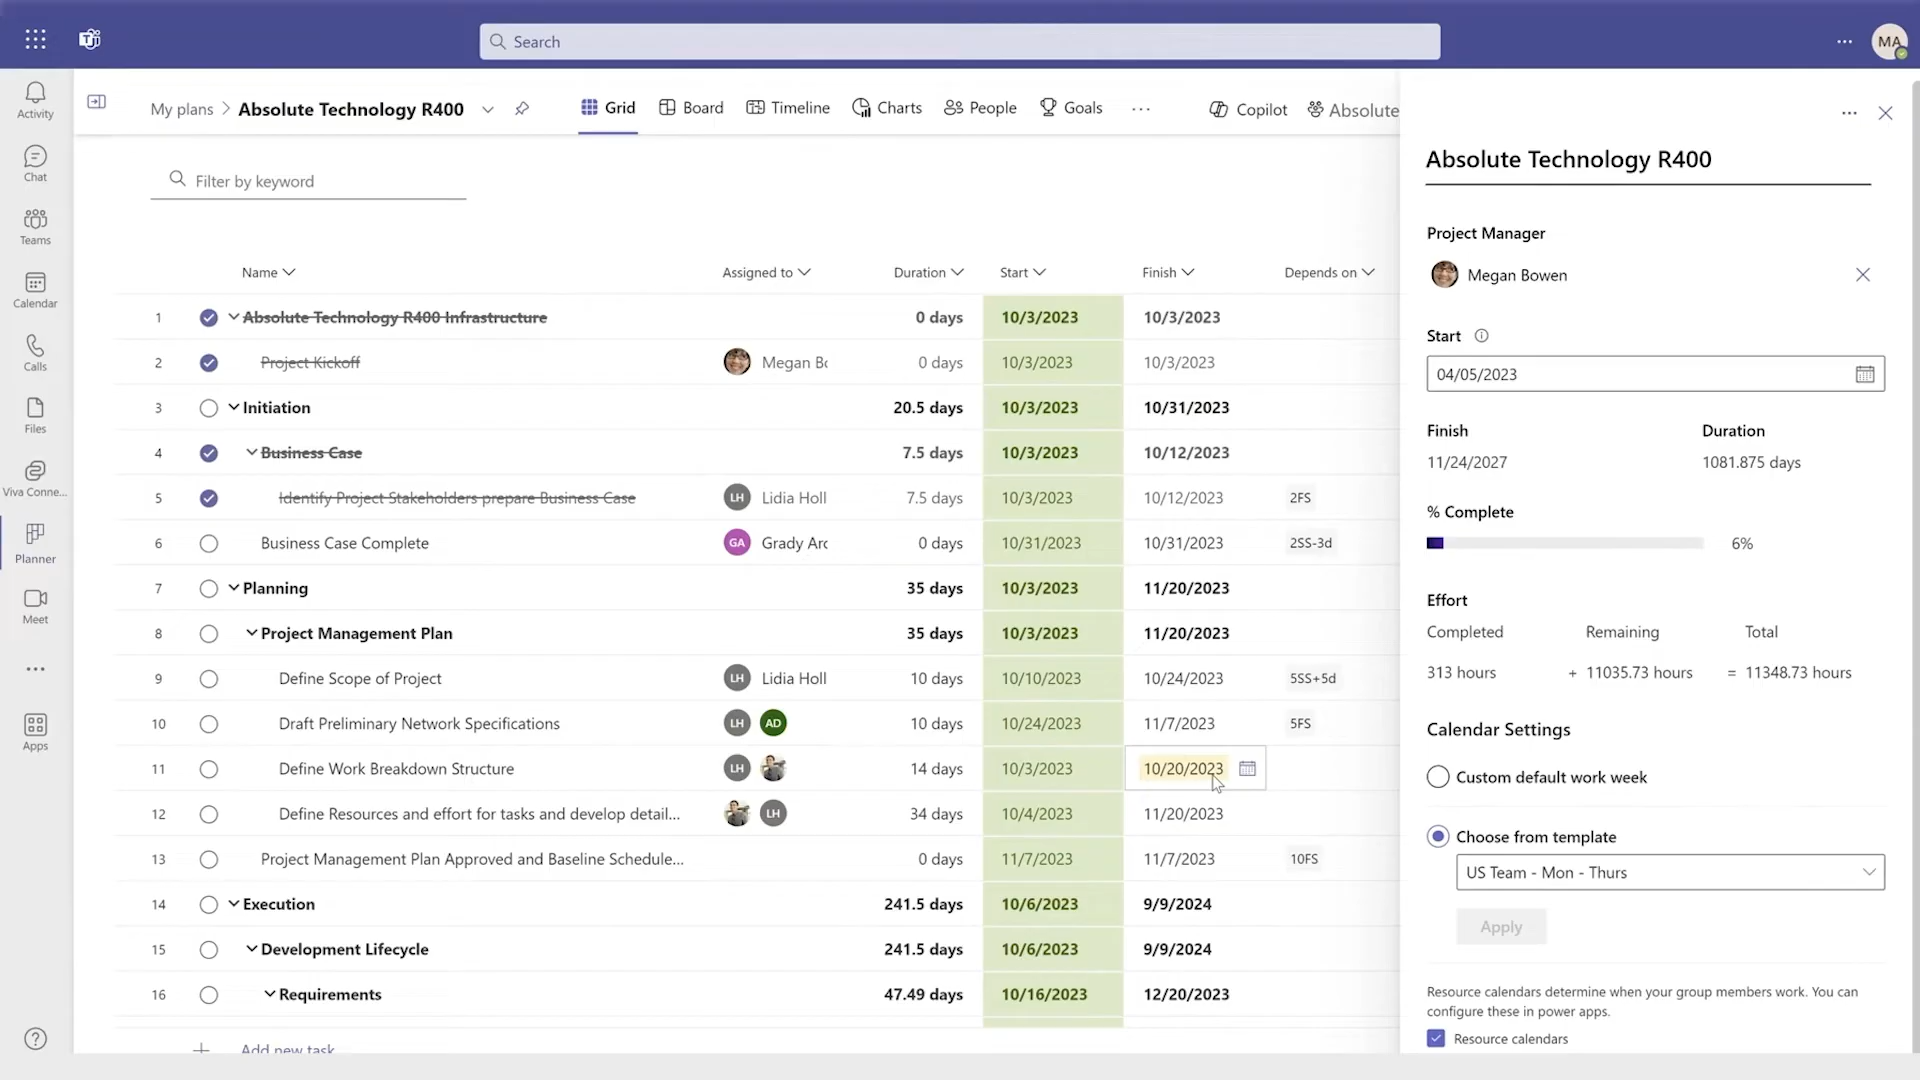 Search
MA
Activity
Chat
Teams
Calendar
Calls
Files
Viva Conne...
Planner
Meet
Apps
My plans > Absolute Technology R400
Grid Board Timeline Charts People Goals ... Copilot Absolute
Filter by keyword
Name Assigned to Duration Start Finish Depends on
1 Absolute Technology R400 Infrastructure 0 days 10/3/2023 10/3/2023
2 Project Kickoff Megan Bo 0 days 10/3/2023 10/3/2023
3 Initiation 20.5 days 10/3/2023 10/31/2023
4 Business Case 7.5 days 10/3/2023 10/12/2023
5 Identify Project Stakeholders prepare Business Case LH Lidia Holl 7.5 days 10/3/2023 10/12/2023 2FS
6 Business Case Complete GA Grady Arc 0 days 10/31/2023 10/31/2023 2SS-3d
7 Planning 35 days 10/3/2023 11/20/2023
8 Project Management Plan 35 days 10/3/2023 11/20/2023
9 Define Scope of Project LH Lidia Holl 10 days 10/10/2023 10/24/2023 5SS+5d
10 Draft Preliminary Network Specifications LH AD 10 days 10/24/2023 11/7/2023 5FS
11 Define Work Breakdown Structure LH 14 days 10/3/2023 10/20/2023
12 Define Resources and effort for tasks and develop detail... LH 34 days 10/4/2023 11/20/2023
13 Project Management Plan Approved and Baseline Schedule... 0 days 11/7/2023 11/7/2023 10FS
14 Execution 241.5 days 10/6/2023 9/9/2024
15 Development Lifecycle 241.5 days 10/6/2023 9/9/2024
16 Requirements 47.49 days 10/16/2023 12/20/2023
Add new task
Absolute Technology R400
Project Manager
Megan Bowen
Start
04/05/2023
Finish Duration
11/24/2027 1081.875 days
% Complete
6%
Effort
Completed Remaining Total
313 hours + 11035.73 hours = 11348.73 hours
Calendar Settings
Custom default work week
Choose from template
US Team - Mon - Thurs
Apply
Resource calendars determine when your group members work. You can
configure these in power apps.
Resource calendars